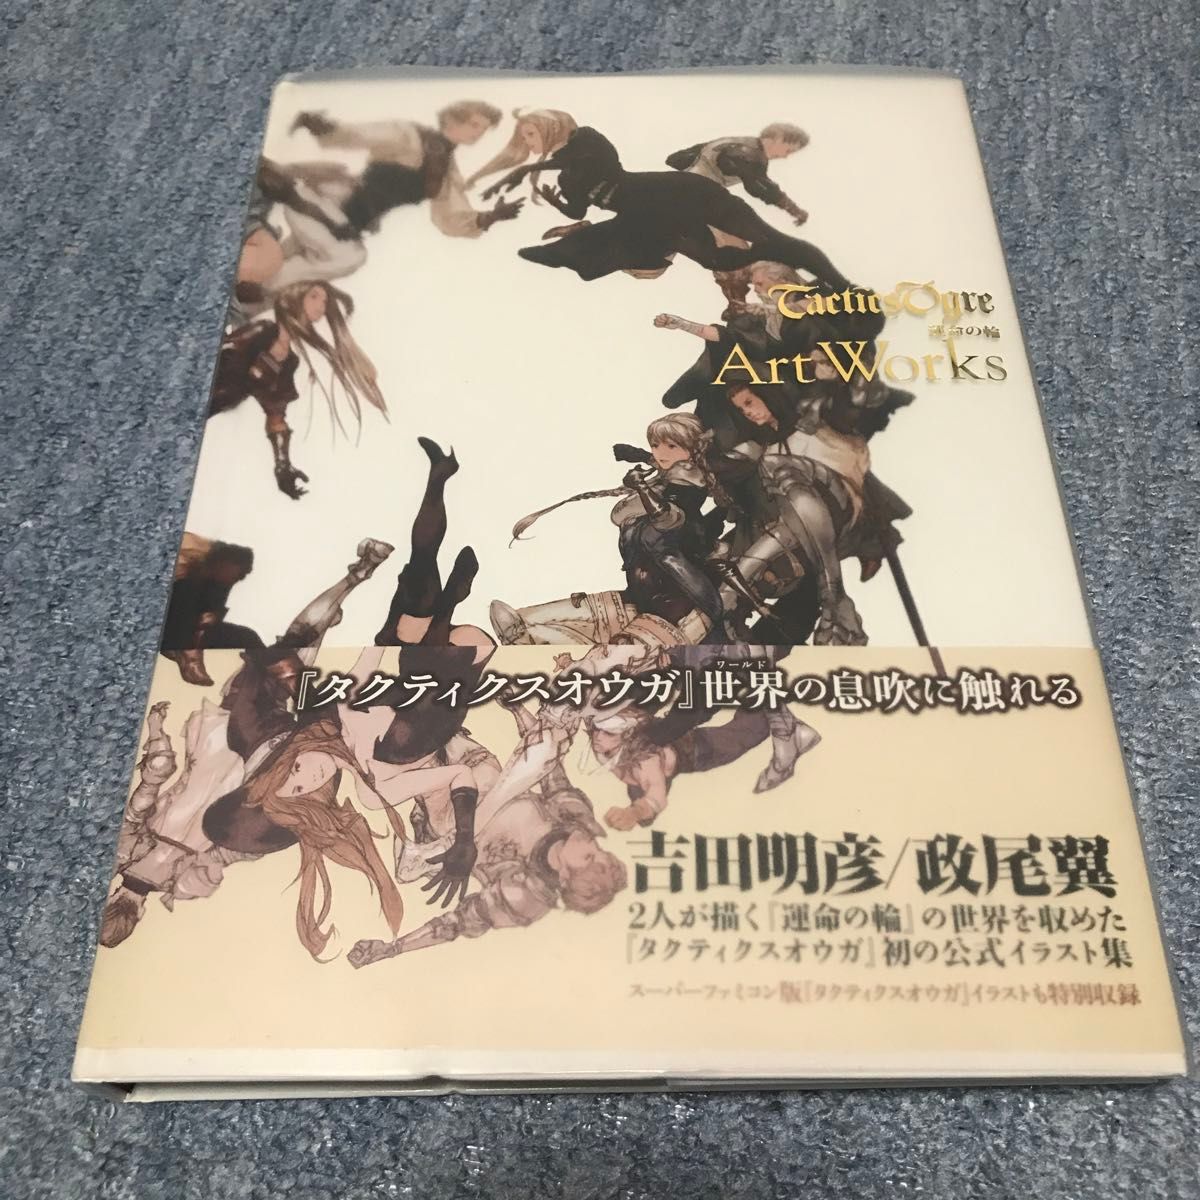 Tactics Ogre
運命の輪
Art Works
『タクティクスオウガ』世界の息吹に触れる
ワールド
吉田明彦/政尾翼
2人が描く『運命の輪』の世界を収めた
『タクティクスオウガ』初の公式イラスト集
スーパーファミコン版『タクティクスオウガ』イラストも特別収録